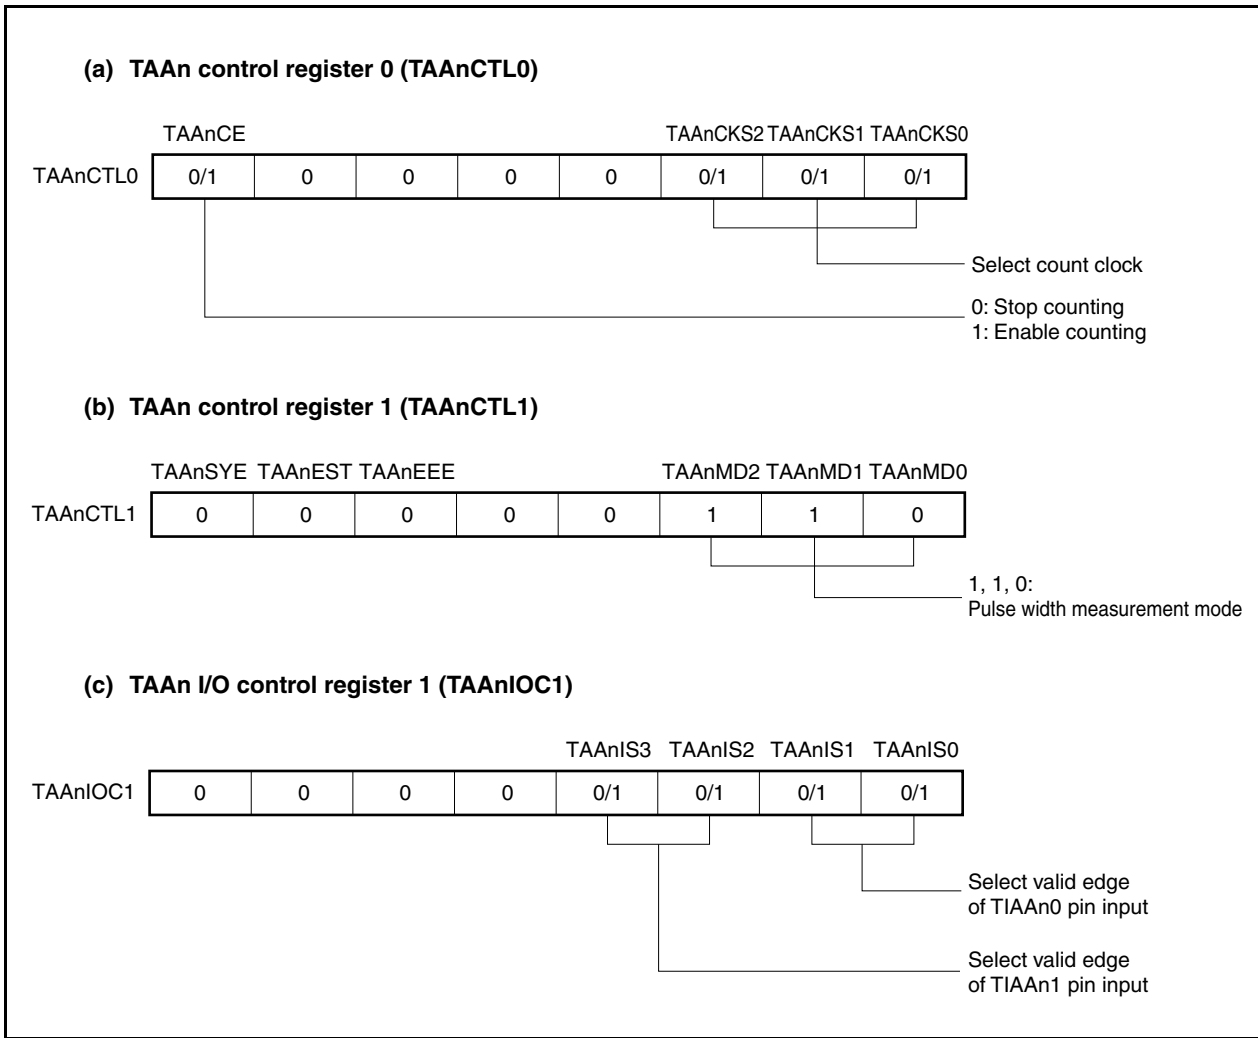 (a) TAAn control register 0 (TAAnCTL0)
TAAnCE TAAnCKS2 TAAnCKS1 TAAnCKS0
TAAnCTL0 0/1 0 0 0 0 0/1 0/1 0/1
Select count clock
0: Stop counting
1: Enable counting
(b) TAAn control register 1 (TAAnCTL1)
TAAnSYE TAAnEST TAAnEEE TAAnMD2 TAAnMD1 TAAnMD0
TAAnCTL1 0 0 0 0 0 1 1 0
1, 1, 0:
Pulse width measurement mode
(c) TAAn I/O control register 1 (TAAnIOC1)
TAAnIS3 TAAnIS2 TAAnIS1 TAAnIS0
TAAnIOC1 0 0 0 0 0/1 0/1 0/1 0/1
Select valid edge
of TIAAn0 pin input
Select valid edge
of TIAAn1 pin input